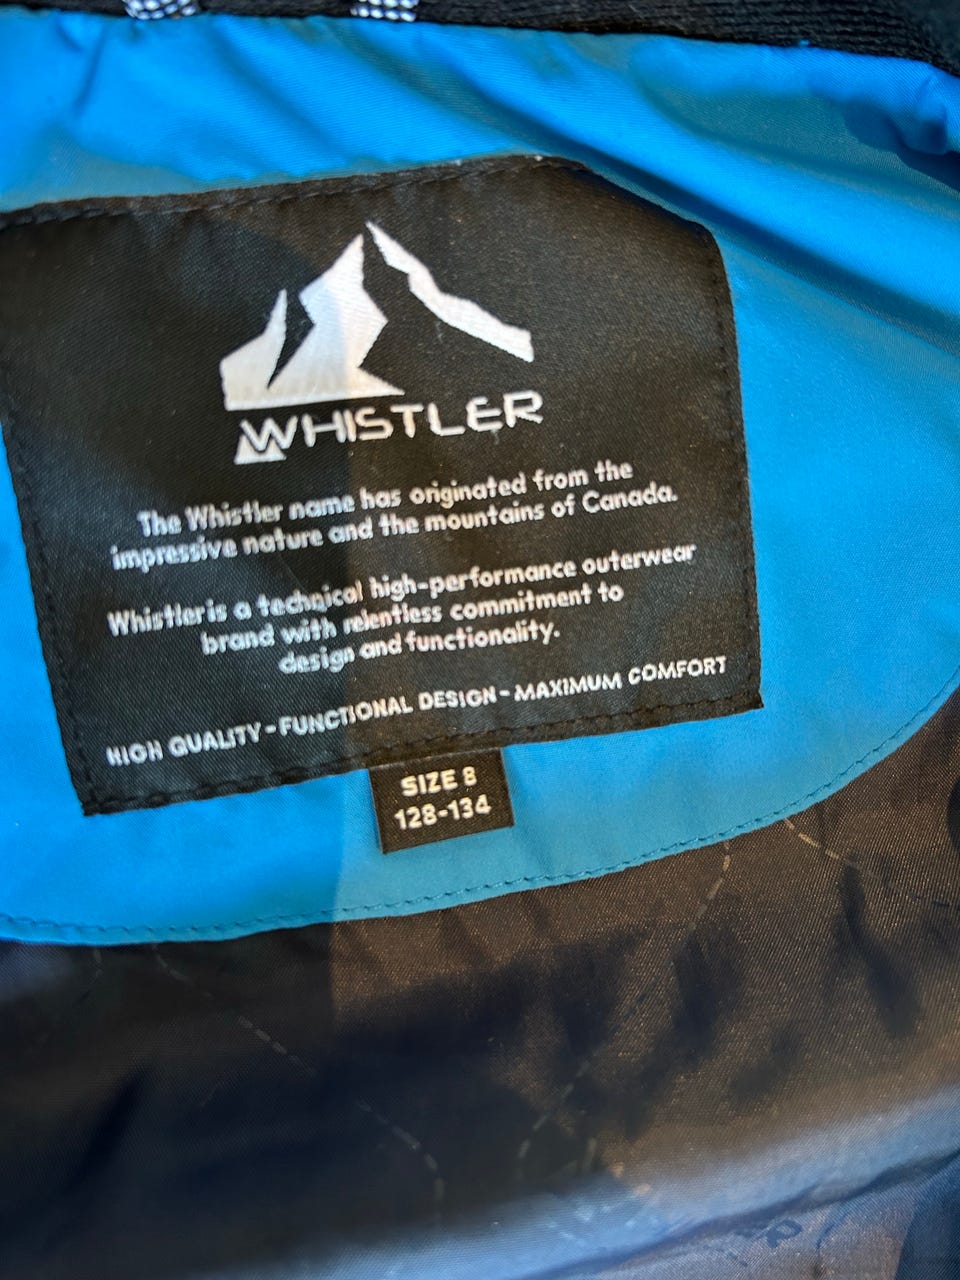 WHISTLER
The Whistler name has originated from the
impressive nature and the mountains of Canada.
Whistler is a technical high-performance outerwear
brand with relentless commitment to
design and functionality.
HIGH QUALITY - FUNCTIONAL DESIGN - MAXIMUM COMFORT
SIZE 8
128-134